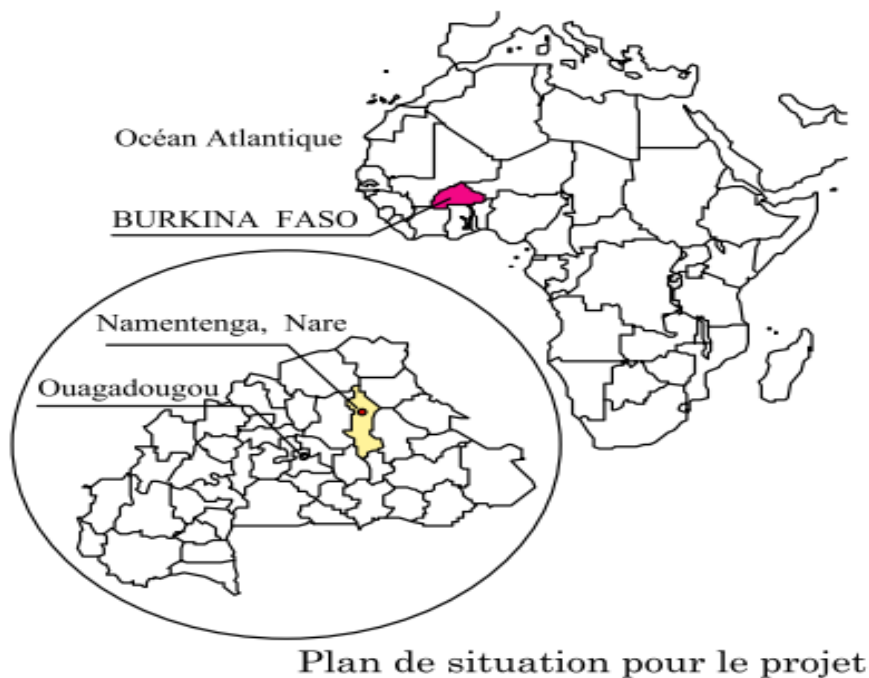 Océan Atlantique
BURKINA FASO
Namentenga, Nare
Ouagadougou
Plan de situation pour le projet